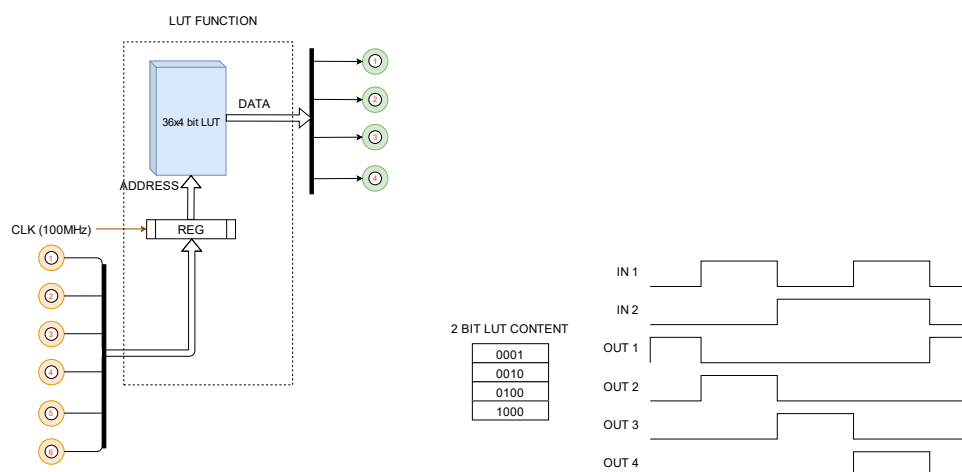 LUT FUNCTION
36x4 bit LUT
DATA
1
2
3
4
ADDRESS
CLK (100MHz)
REG
1
2
3
4
5
6
2 BIT LUT CONTENT
0001
0010
0100
1000
IN 1
IN 2
OUT 1
OUT 2
OUT 3
OUT 4